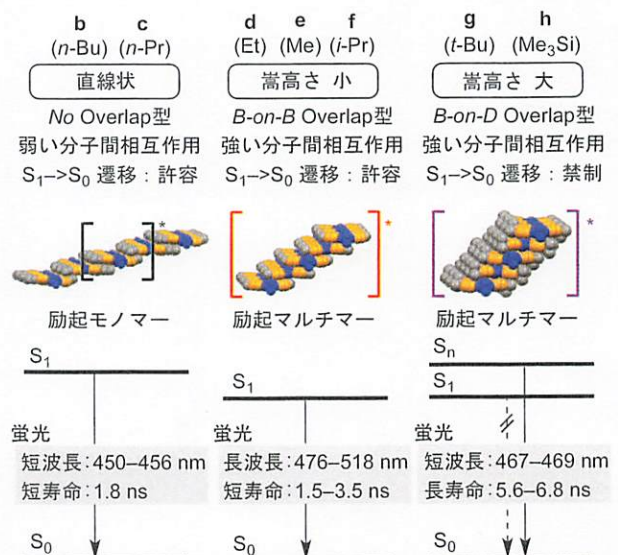 b c
(n-Bu) (n-Pr)
直線状
No Overlap型
弱い分子間相互作用
S1–>S0 遷移：許容
*
励起モノマー
S1
蛍光
短波長：450–456 nm
短寿命：1.8 ns
S0
d e f
(Et) (Me) (i-Pr)
嵩高さ 小
B-on-B Overlap型
強い分子間相互作用
S1–>S0 遷移：許容
*
励起マルチマー
S1
蛍光
長波長：476–518 nm
短寿命：1.5–3.5 ns
S0
g h
(t-Bu) (Me3Si)
嵩高さ 大
B-on-D Overlap型
強い分子間相互作用
S1–>S0 遷移：禁制
*
励起マルチマー
Sn
S1
蛍光
短波長：467–469 nm
長寿命：5.6–6.8 ns
S0